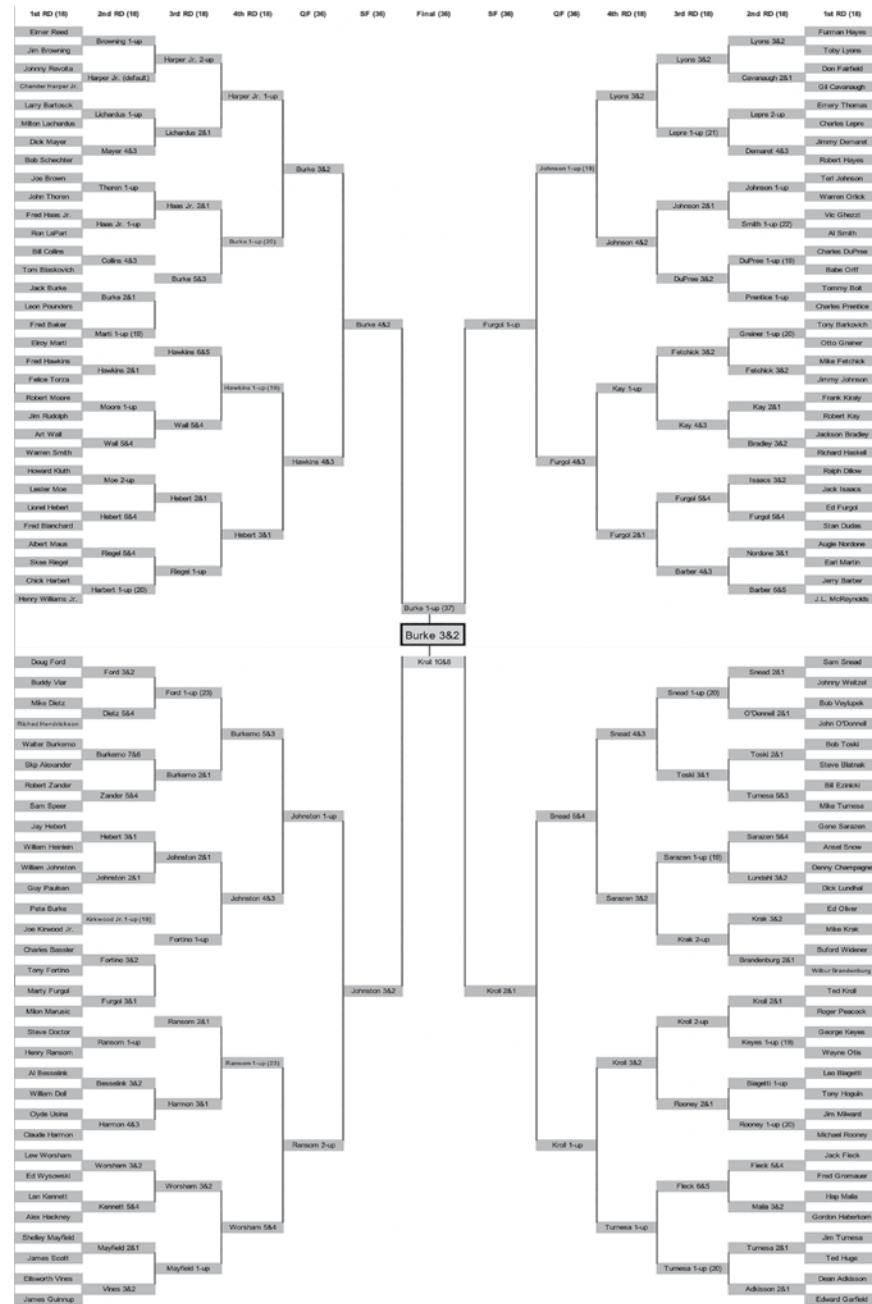 1st RD (18) 2nd RD (18) 3rd RD (18) 4th RD (18) QF (36) SF (36) Final (36) SF (36) QF (36) 4th RD (18) 3rd RD (18) 2nd RD (18) 1st RD (18)
Elmer Reed Furman Hayes
Browning 1-up Lyons 3&2
Jim Browning Toby Lyons
Harper Jr. 2-up Lyons 3&2
Johnny Revolta Don Fairfield
Harper Jr. (default) Cavanaugh 2&1
Chander Harper Jr. Gil Cavanaugh
Harper Jr. 1-up Lyons 3&2
Larry Bartosck Emery Thomas
Lichardus 1-up Lepre 2-up
Milton Lachardus Charles Lepre
Lichardus 2&1 Lepre 1-up (21)
Dick Mayer Jimmy Demaret
Mayer 4&3 Demaret 4&3
Bob Schechter Robert Hayes
Burke 3&2 Johnson 1-up (19)
Joe Brown Terl Johnson
Thoren 1-up Johnson 1-up
John Thoren Warren Orlick
Haas Jr. 2&1 Johnson 2&1
Fred Haas Jr. Vic Ghezzi
Haas Jr. 1-up Smith 1-up (22)
Ron LaPart Al Smith
Burke 1-up (20) Johnson 4&2
Bill Collins Charles DuPree
Collins 4&3 DuPree 1-up (19)
Tom Blaskovich Babe Orff
Burke 5&3 DuPree 3&2
Jack Burke Tommy Bolt
Burke 2&1 Prentice 1-up
Leon Pounders Charles Prentice
Burke 4&2 Furgol 1-up
Fred Baker Tony Barkovich
Marti 1-up (19) Greiner 1-up (20)
Elroy Marti Otto Greiner
Hawkins 6&5 Fetchick 3&2
Fred Hawkins Mike Fetchick
Hawkins 2&1 Fetchick 3&2
Felice Torza Jimmy Johnson
Hawkins 1-up (19) Kay 1-up
Robert Moore Frank Kiraly
Moore 1-up Kay 2&1
Jim Rudolph Robert Kay
Wall 5&4 Kay 4&3
Art Wall Jackson Bradley
Wall 5&4 Bradley 3&2
Warren Smith Richard Haskell
Hawkins 4&3 Furgol 4&3
Howard Kluth Ralph Dillow
Moe 2-up Isaacs 3&2
Lester Moe Jack Isaacs
Hebert 2&1 Furgol 5&4
Lionel Hebert Ed Furgol
Hebert 6&4 Furgol 5&4
Fred Blanchard Stan Dudas
Hebert 3&1 Furgol 2&1
Albert Maus Augie Nordone
Riegel 5&4 Nordone 3&1
Skee Riegel Earl Martin
Riegel 1-up Barber 4&3
Chick Harbert Jerry Barber
Harbert 1-up (20) Barber 6&5
Henry Williams Jr. J.L. McReynolds
Burke 1-up (37)
Burke 3&2
Kroll 10&8
Doug Ford Sam Snead
Ford 3&2 Snead 2&1
Buddy Viar Johnny Weitzel
Ford 1-up (23) Snead 1-up (20)
Mike Dietz Bob Veylupek
Dietz 5&4 O'Donnell 2&1
Richad Hendrickson John O'Donnell
Burkemo 5&3 Snead 4&3
Walter Burkemo Bob Toski
Burkemo 7&6 Toski 2&1
Skip Alexander Steve Blatnak
Burkemo 2&1 Toski 3&1
Robert Zander Bill Ezinicki
Zander 5&4 Turnesa 5&3
Sam Speer Mike Turnesa
Johnston 1-up Snead 5&4
Jay Hebert Gene Sarazen
Hebert 3&1 Sarazen 5&4
William Heinlein Ansel Snow
Johnston 2&1 Sarazen 1-up (19)
William Johnston Denny Champagne
Johnston 2&1 Lundahl 3&2
Guy Paulsen Dick Lundhal
Johnston 4&3 Sarazen 3&2
Pete Burke Ed Oliver
Kirkwood Jr. 1-up (19) Krak 3&2
Joe Kirwood Jr. Mike Krak
Fortino 1-up Krak 2-up
Charles Bassler Buford Widener
Fortino 3&2 Brandenburg 2&1
Tony Fortino Wilbur Brandenburg
Johnston 3&2 Kroll 2&1
Marty Furgul Ted Kroll
Furgul 3&1 Kroll 2&1
Milon Marusic Roger Peacock
Ransom 2&1 Kroll 2-up
Steve Doctor George Keyes
Ransom 1-up Keyes 1-up (19)
Henry Ransom Wayne Otis
Ransom 1-up (23) Kroll 3&2
Al Besselink Leo Biagetti
Besselink 3&2 Biagetti 1-up
William Doll Tony Hoguin
Harmon 3&1 Rooney 2&1
Clyde Usina Jim Milward
Harmon 4&3 Rooney 1-up (20)
Claude Harmon Michael Rooney
Ransom 2-up Kroll 1-up
Lew Worsham Jack Fleck
Worsham 3&2 Fleck 5&4
Ed Wysowski Fred Gromauer
Worsham 3&2 Fleck 6&5
Len Kennett Hap Malia
Kennett 5&4 Malia 3&2
Alex Hackney Gordon Haberkorn
Worsham 5&4 Turnesa 1-up
Shelley Mayfield Jim Turnesa
Mayfield 2&1 Turnesa 2&1
James Scott Ted Huge
Mayfield 1-up Turnesa 1-up (20)
Ellsworth Vines Dean Adkisson
Vines 3&2 Adkisson 2&1
James Guinnup Edward Garfield